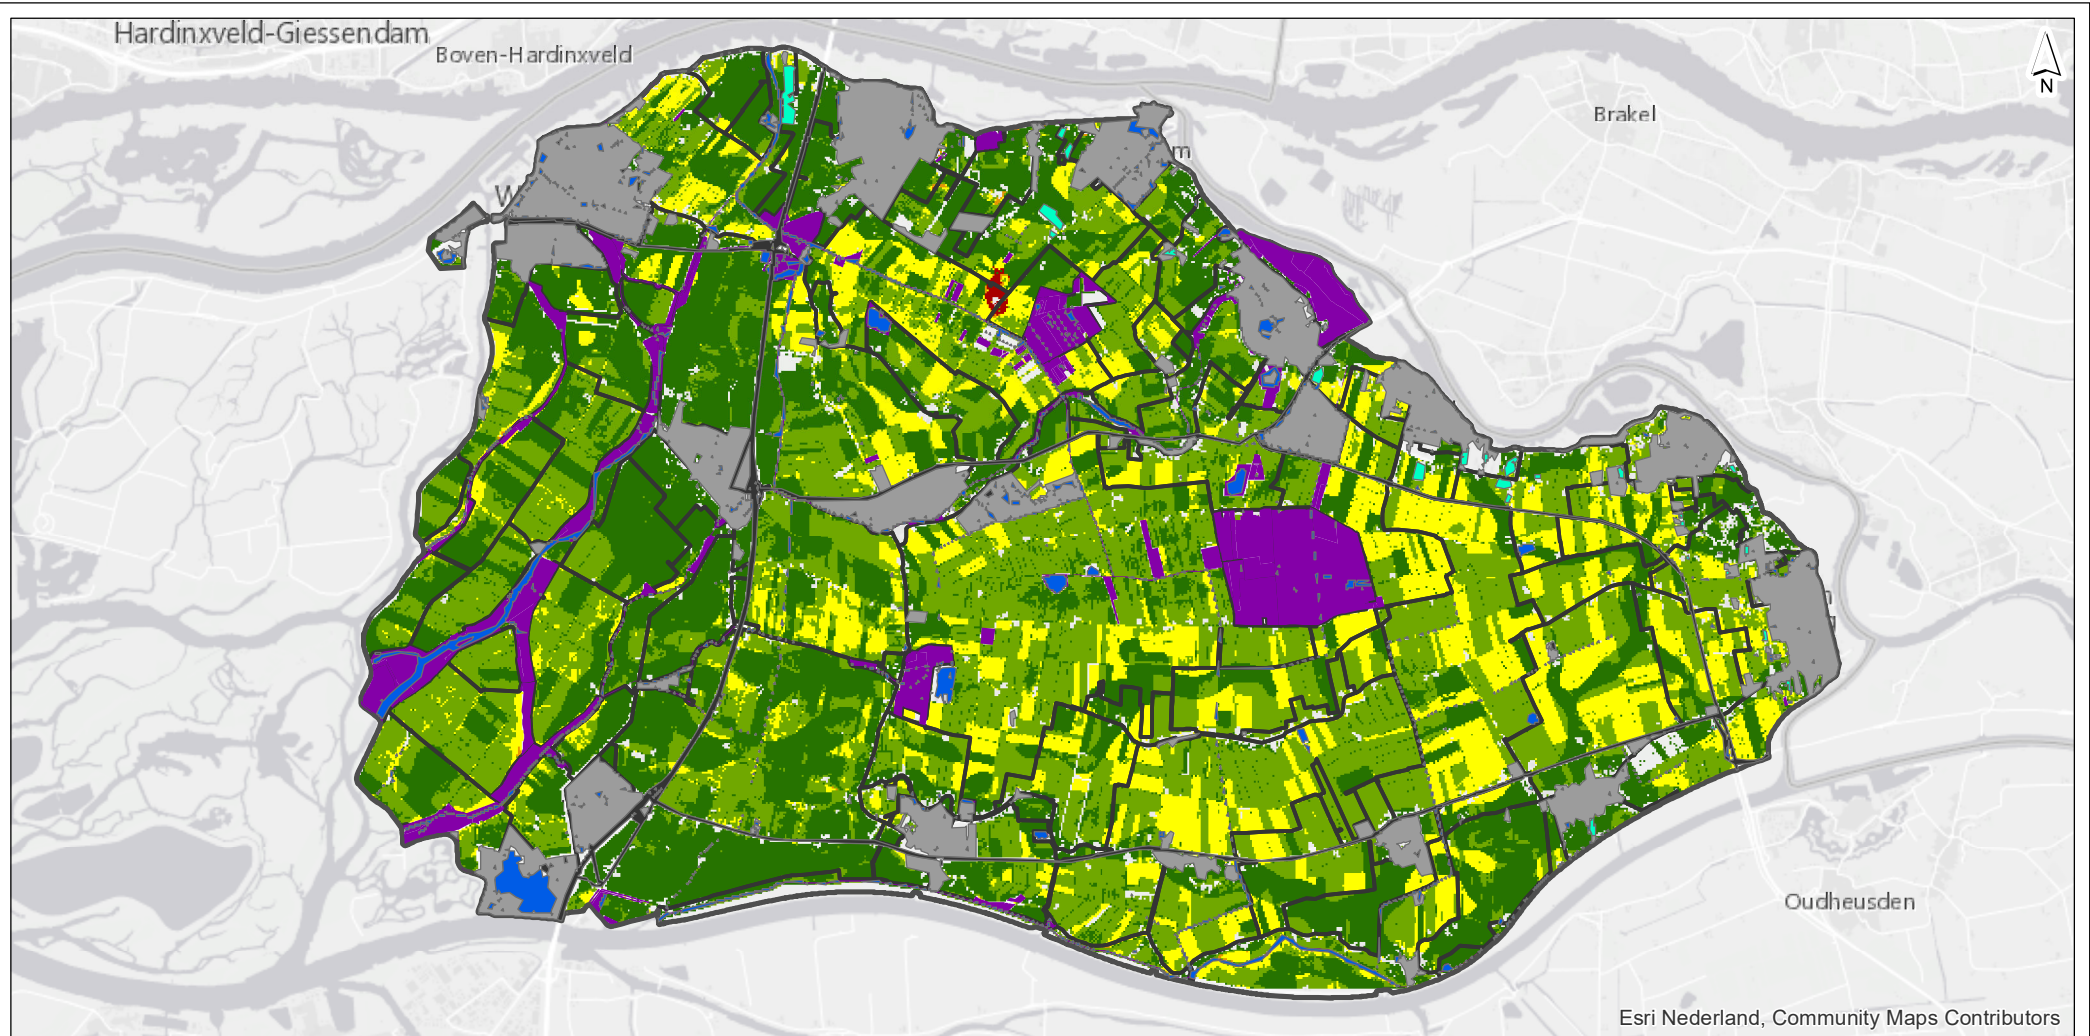 Hardinxveld-Giessendam
Boven-Hardinxveld
N
Brakel
m
W
Oudheusden
Esri Nederland, Community Maps Contributors